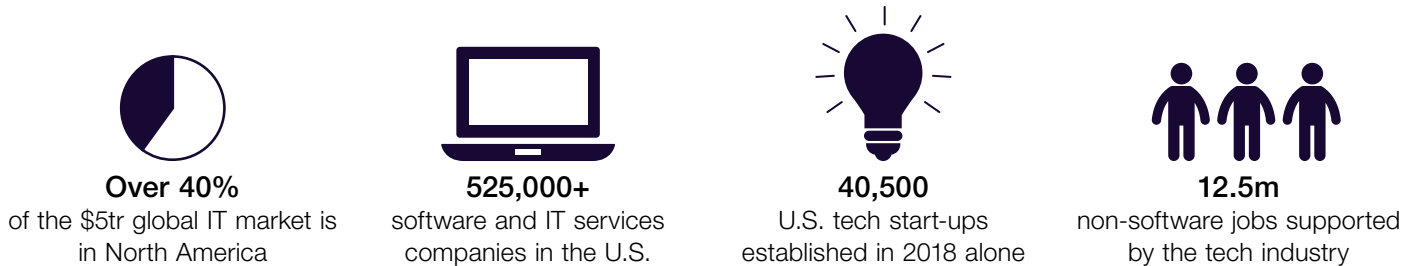 Over 40%
of the $5tr global IT market is
in North America
525,000+
software and IT services
companies in the U.S.
40,500
U.S. tech start-ups
established in 2018 alone
12.5m
non-software jobs supported
by the tech industry